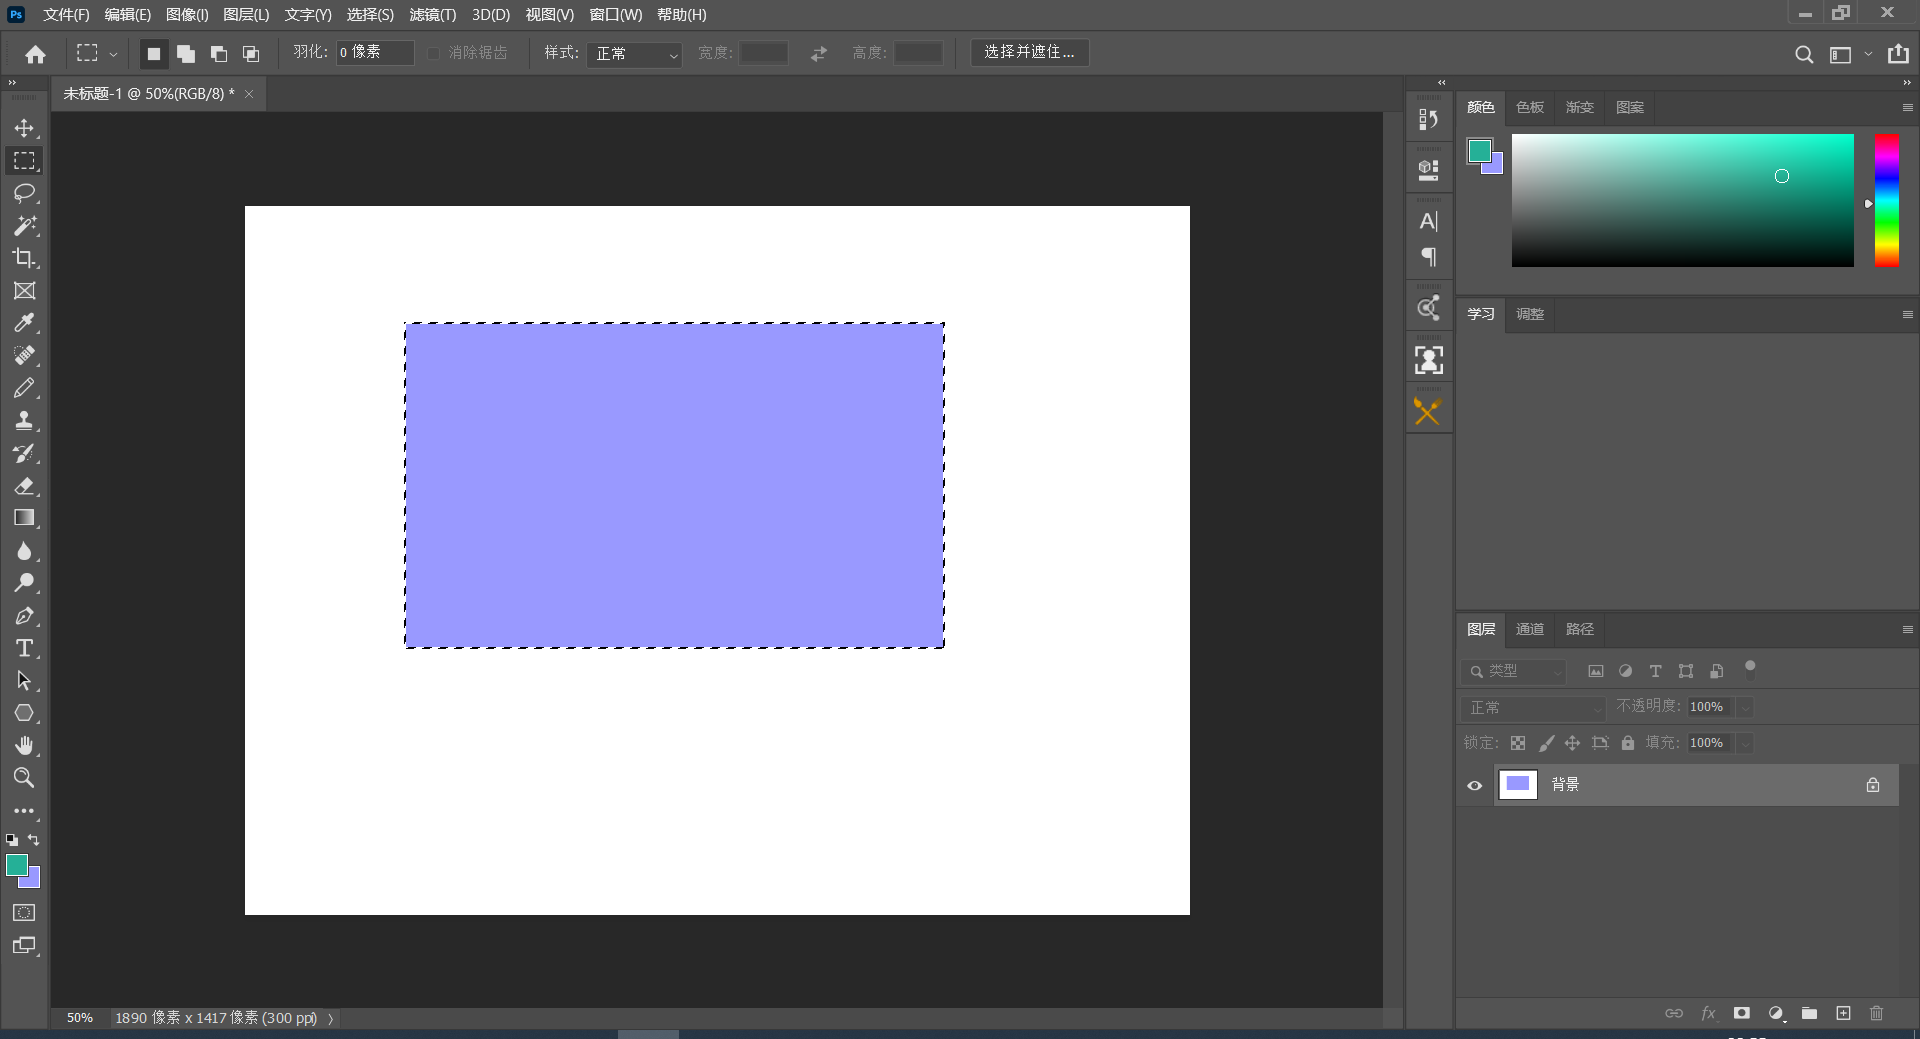 Ps 文件(F) 编辑(E) 图像(I) 图层(L) 文字(Y) 选择(S) 滤镜(T) 3D(D) 视图(V) 窗口(W) 帮助(H)
羽化: 0 像素 消除锯齿 样式: 正常 宽度: 高度: 选择并遮住...
未标题-1 @ 50%(RGB/8) *
颜色 色板 渐变 图案
学习 调整
图层 通道 路径
类型
正常 不透明度: 100%
锁定: 填充: 100%
背景
fx
50% 1890 像素 x 1417 像素 (300 ppi)